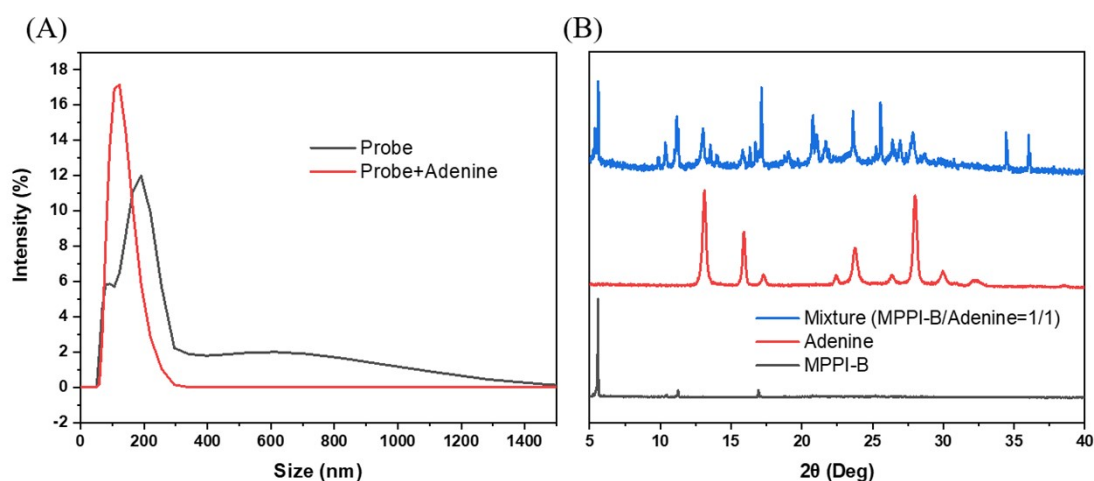 (A)
18
16
14
12
10
8
6
4
2
0
-2
Intensity (%)
0 200 400 600 800 1000 1200 1400
Size (nm)
Probe
Probe+Adenine
(B)
Mixture (MPPI-B/Adenine=1/1)
Adenine
MPPI-B
5 10 15 20 25 30 35 40
2θ (Deg)